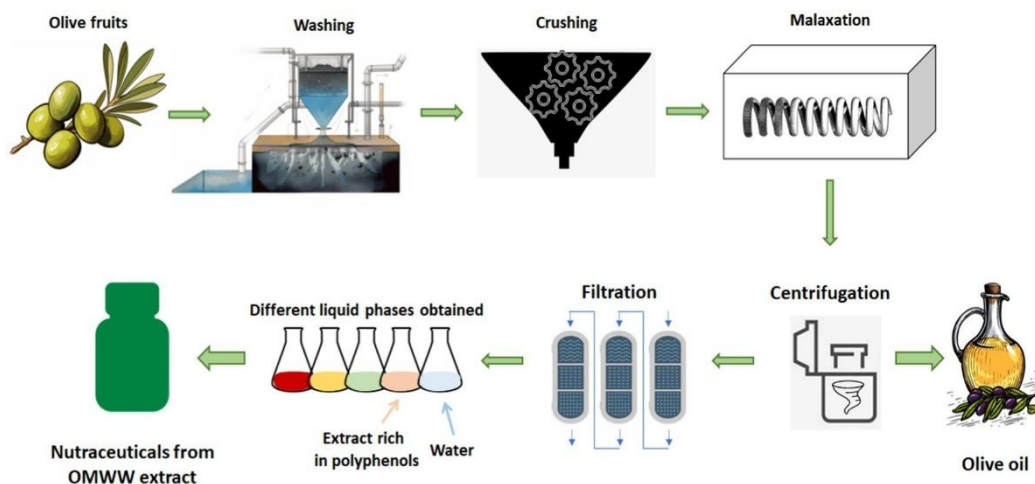 Olive fruits
Washing
Crushing
Malaxation
Centrifugation
Olive oil
Filtration
Different liquid phases obtained
Extract rich
in polyphenols
Water
Nutraceuticals from
OMWW extract